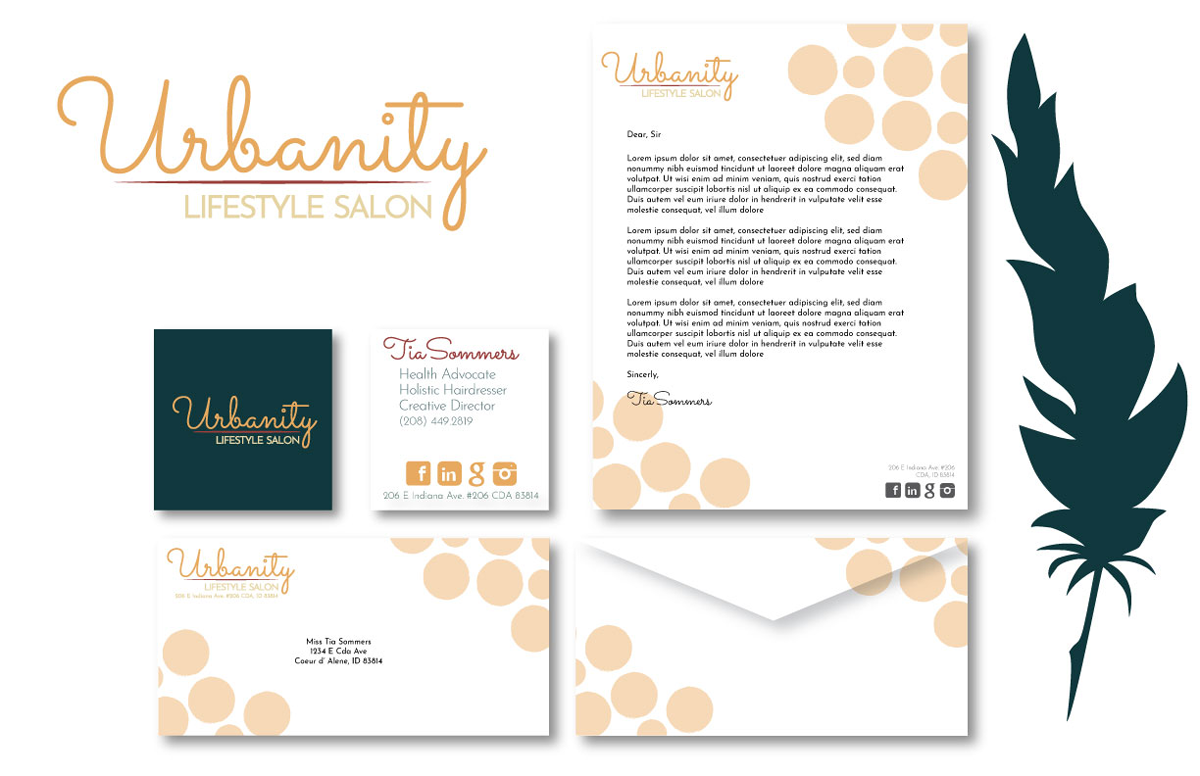 Urbanity
LIFESTYLE SALON
Urbanity
LIFESTYLE SALON
Dear, Sir
Lorem ipsum dolor sit amet, consectetuer adipiscing elit, sed diam
nonummy nibh euismod tincidunt ut laoreet dolore magna aliquam erat
volutpat. Ut wisi enim ad minim veniam, quis nostrud exerci tation
ullamcorper suscipit lobortis nisl ut aliquip ex ea commodo consequat.
Duis autem vel eum iriure dolor in hendrerit in vulputate velit esse
molestie consequat, vel illum dolore
Lorem ipsum dolor sit amet, consectetuer adipiscing elit, sed diam
nonummy nibh euismod tincidunt ut laoreet dolore magna aliquam erat
volutpat. Ut wisi enim ad minim veniam, quis nostrud exerci tation
ullamcorper suscipit lobortis nisl ut aliquip ex ea commodo consequat.
Duis autem vel eum iriure dolor in hendrerit in vulputate velit esse
molestie consequat, vel illum dolore
Lorem ipsum dolor sit amet, consectetuer adipiscing elit, sed diam
nonummy nibh euismod tincidunt ut laoreet dolore magna aliquam erat
volutpat. Ut wisi enim ad minim veniam, quis nostrud exerci tation
ullamcorper suscipit lobortis nisl ut aliquip ex ea commodo consequat.
Duis autem vel eum iriure dolor in hendrerit in vulputate velit esse
molestie consequat, vel illum dolore
Sincerly,
Tia Sommers
206 E Indiana Ave. #206
CDA, ID, 83814
f in g
Urbanity
LIFESTYLE SALON
Tia Sommers
Health Advocate
Holistic Hairdresser
Creative Director
(208) 449.2819
f in g
206 E Indiana Ave. #206 CDA 83814
Urbanity
LIFESTYLE SALON
206 E Indiana Ave. #206 CDA, ID 83814
Miss Tia Sommers
1234 E Cda Ave
Coeur d' Alene, ID 83814